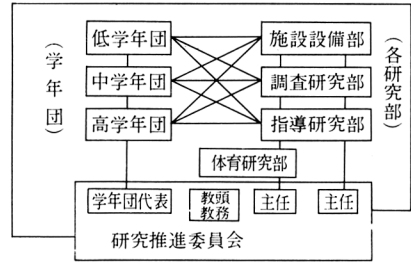 （学年団）
低学年団
中学年団
高学年団
施設設備部
調査研究部
指導研究部
（各研究部）
体育研究部
学年団代表
教頭
教務
主任
主任
研究推進委員会